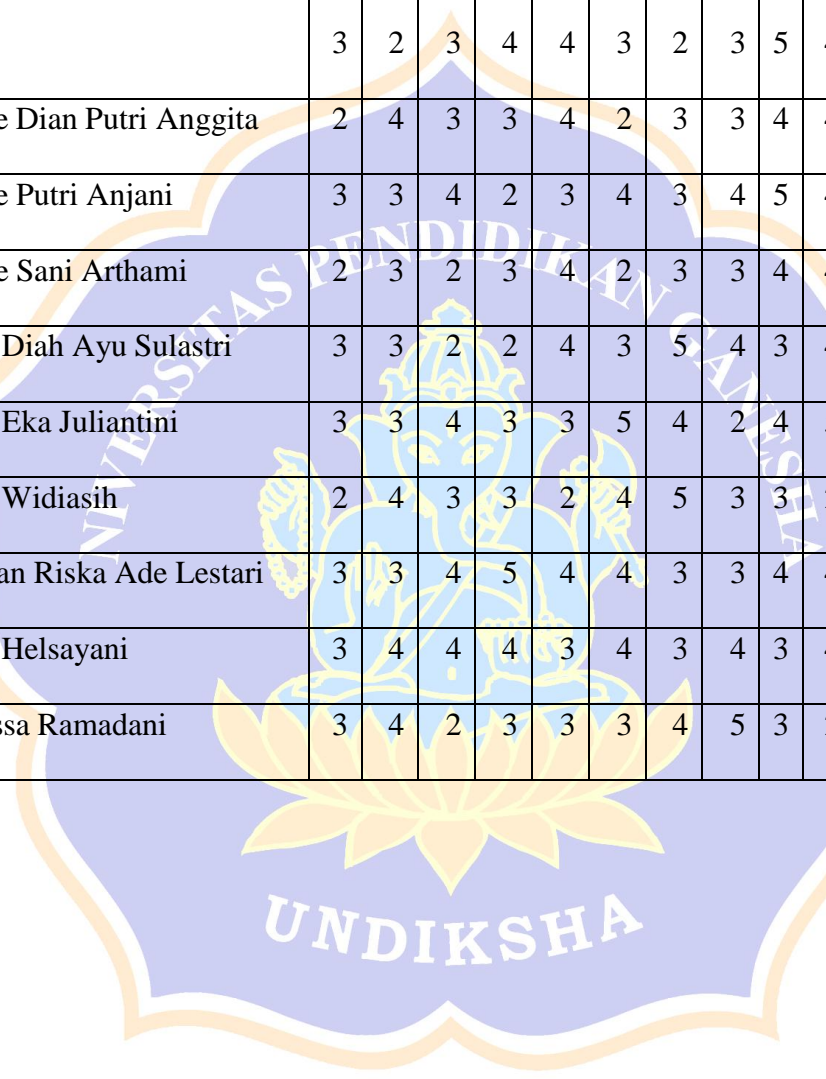 3 2 3 4 4 3 2 3 5
e Dian Putri Anggita 2 4 3 3 4 2 3 3 4
e Putri Anjani 3 3 4 2 3 4 3 4 5
e Sani Arthami 2 3 2 3 4 2 3 3 4
Diah Ayu Sulastri 3 3 2 2 4 3 5 4 3
Eka Juliantini 3 3 4 3 3 5 4 2 4
Widiasih 2 4 3 3 2 4 5 3 3
an Riska Ade Lestari 3 3 4 5 4 4 3 3 4
Helsayani 3 4 4 4 3 4 3 4 3
ssa Ramadani 3 4 2 3 3 3 4 5 3
NIVERSITAS PENDIDIKAN GANESHA
UNDIKSHA